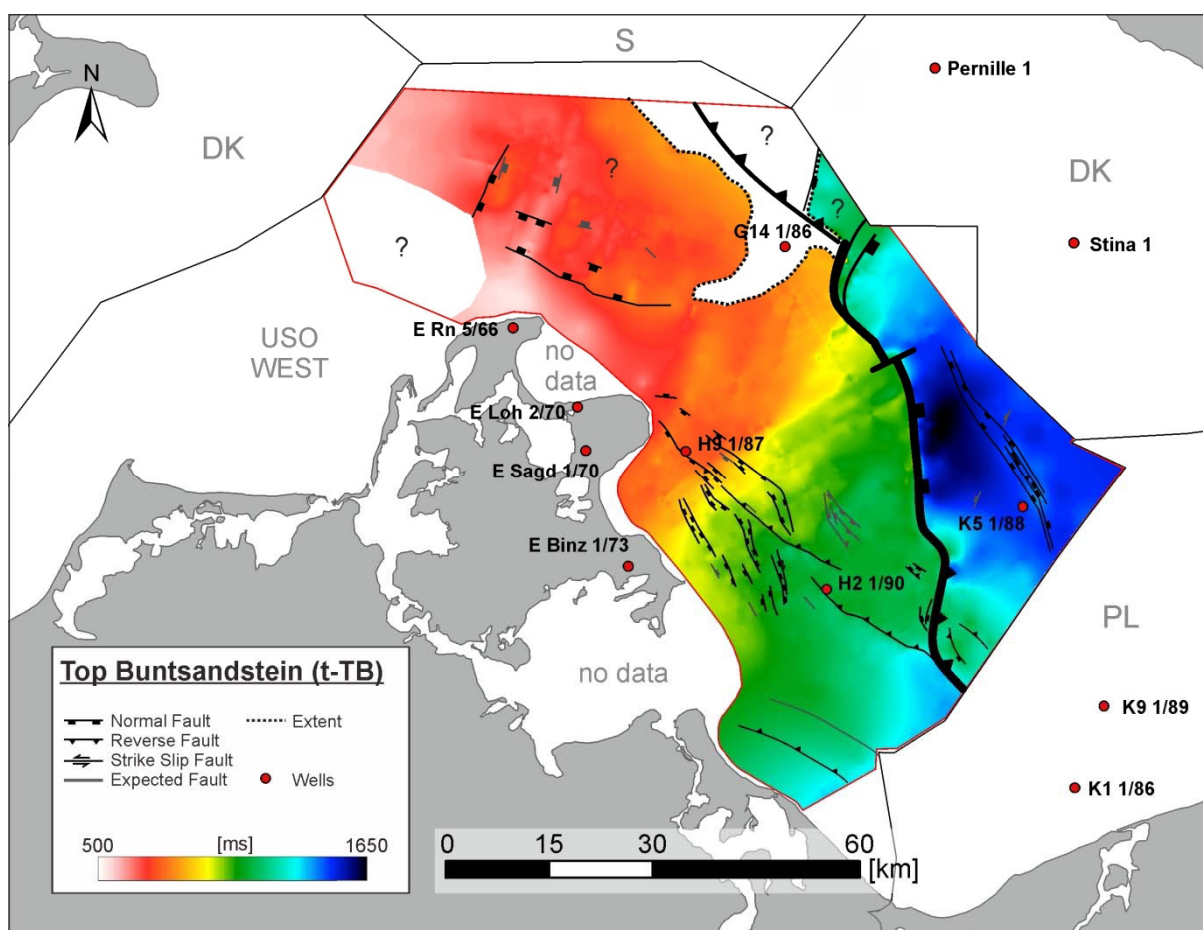 S
Pernille 1
N
DK
?
?
DK
?
?
G14 1/86
Stina 1
E Rn 5/66
USO
WEST
no
data
E Loh 2/70
H9 1/87
E Sagd 1/70
K5 1/88
E Binz 1/73
H2 1/90
PL
no data
Top Buntsandstein (t-TB)
Normal Fault
Extent
Reverse Fault
Strike Slip Fault
Expected Fault
Wells
K9 1/89
K1 1/86
500 [ms] 1650
0 15 30 60
[km]